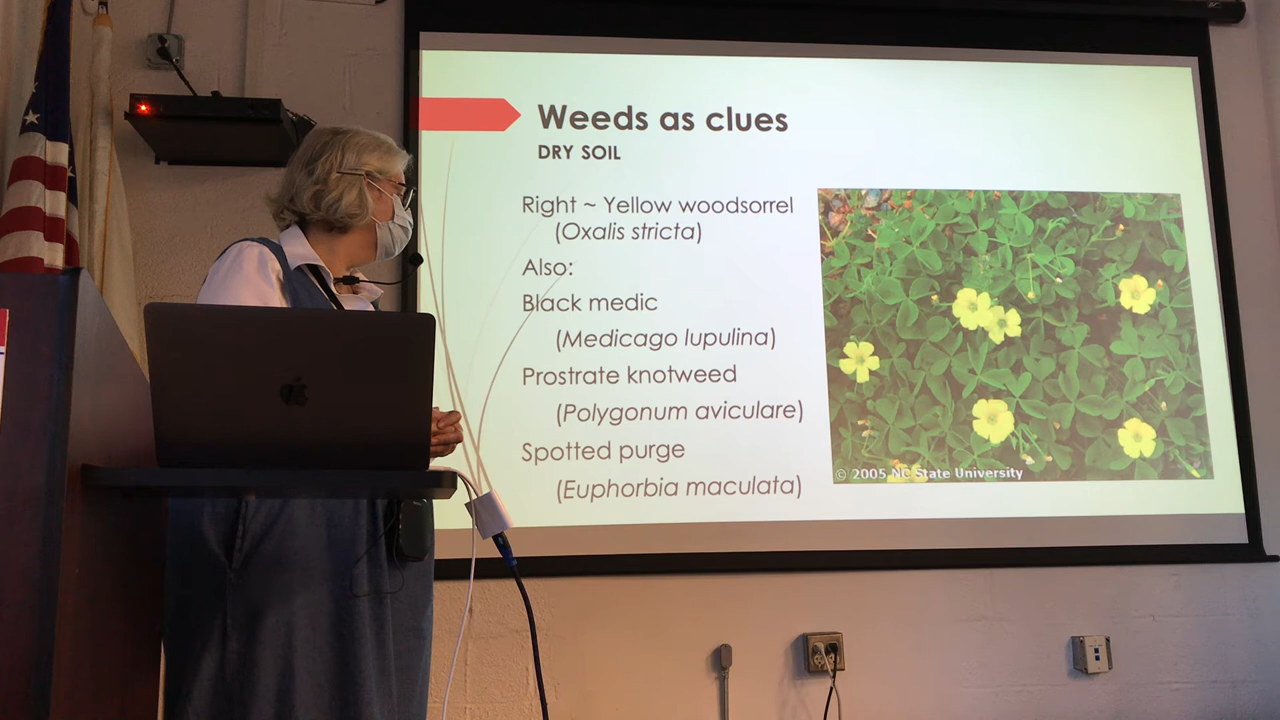 Weeds as clues
DRY SOIL
Right ~ Yellow woodsorrel
(Oxalis stricta)
Also:
Black medic
(Medicago lupulina)
Prostrate knotweed
(Polygonum aviculare)
Spotted purge
(Euphorbia maculata)
© 2005 NC State University